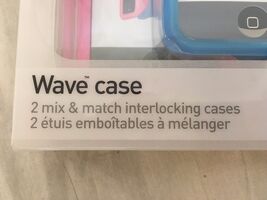 Wave™ case
2 mix & match interlocking cases
2 étuis emboîtables à mélanger